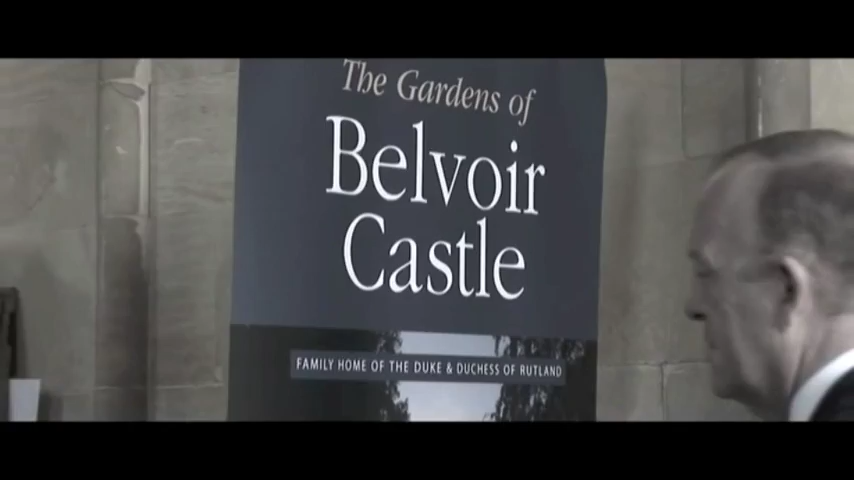 The Gardens of
Belvoir
Castle
FAMILY HOME OF THE DUKE & DUCHESS OF RUTLAND